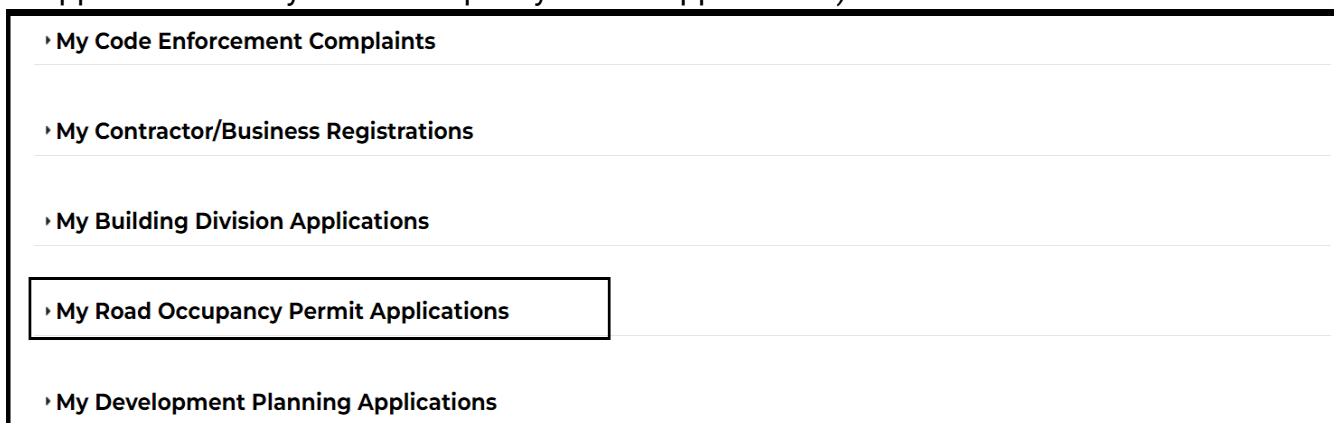 My Code Enforcement Complaints
My Contractor/Business Registrations
My Building Division Applications
My Road Occupancy Permit Applications
My Development Planning Applications